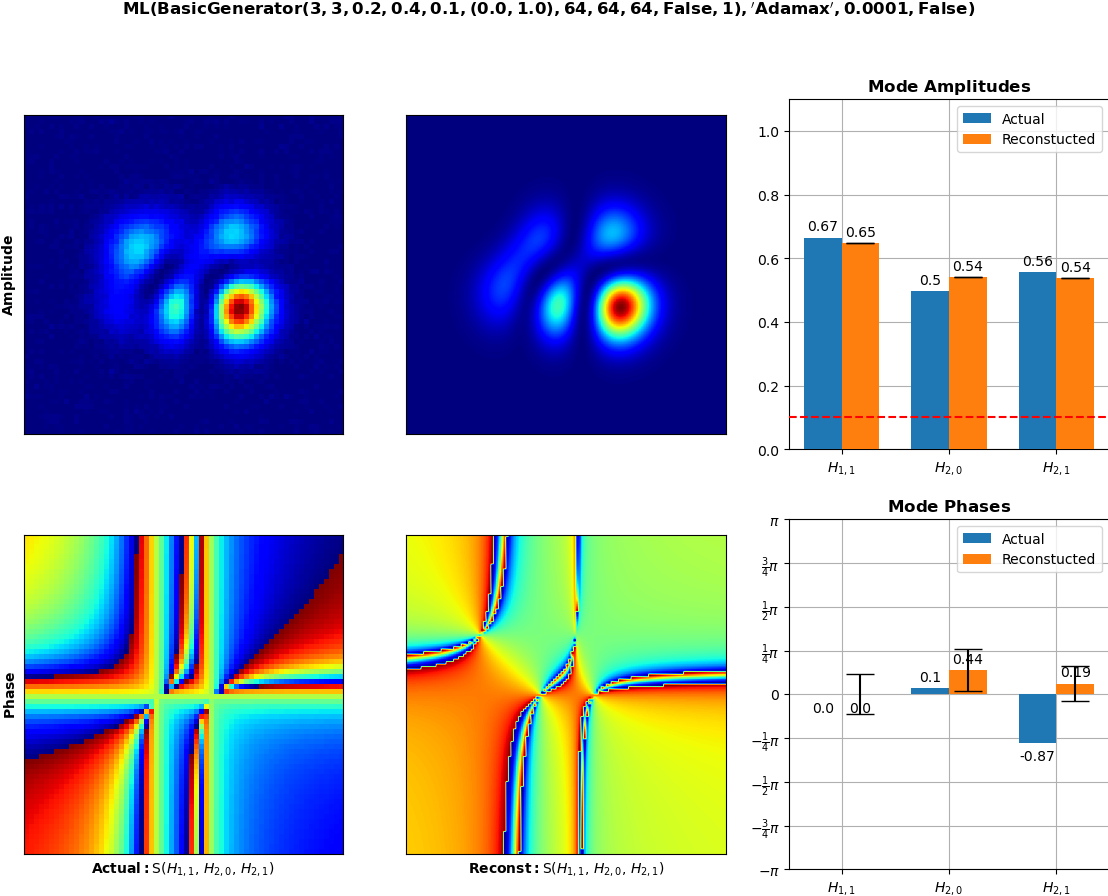 ML(BasicGenerator(3, 3, 0.2, 0.4, 0.1, (0.0, 1.0), 64, 64, 64, False, 1), ′Adamax′, 0.0001, False)
Amplitude
Mode Amplitudes
Actual
Reconstucted
1.0
0.8
0.6
0.4
0.2
0.0
0.67
0.65
0.5
0.54
0.56
0.54
H1,1
H2,0
H2,1
Phase
Actual: S(H1,1, H2,0, H2,1)
Reconst: S(H1,1, H2,0, H2,1)
Mode Phases
Actual
Reconstucted
π
3/4π
1/2π
1/4π
0
−1/4π
−1/2π
−3/4π
−π
0.0
0.0
0.1
0.44
-0.87
0.19
H1,1
H2,0
H2,1